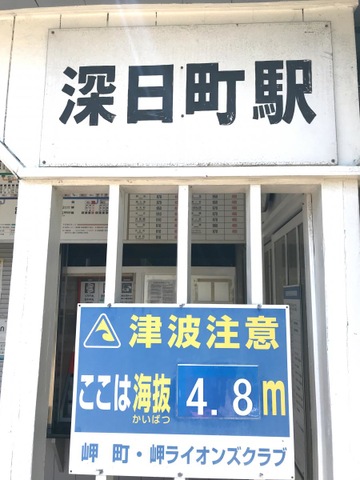 深日町駅
津波注意
ここは海抜 4.8m
かいばつ
岬町・岬ライオンズクラブ